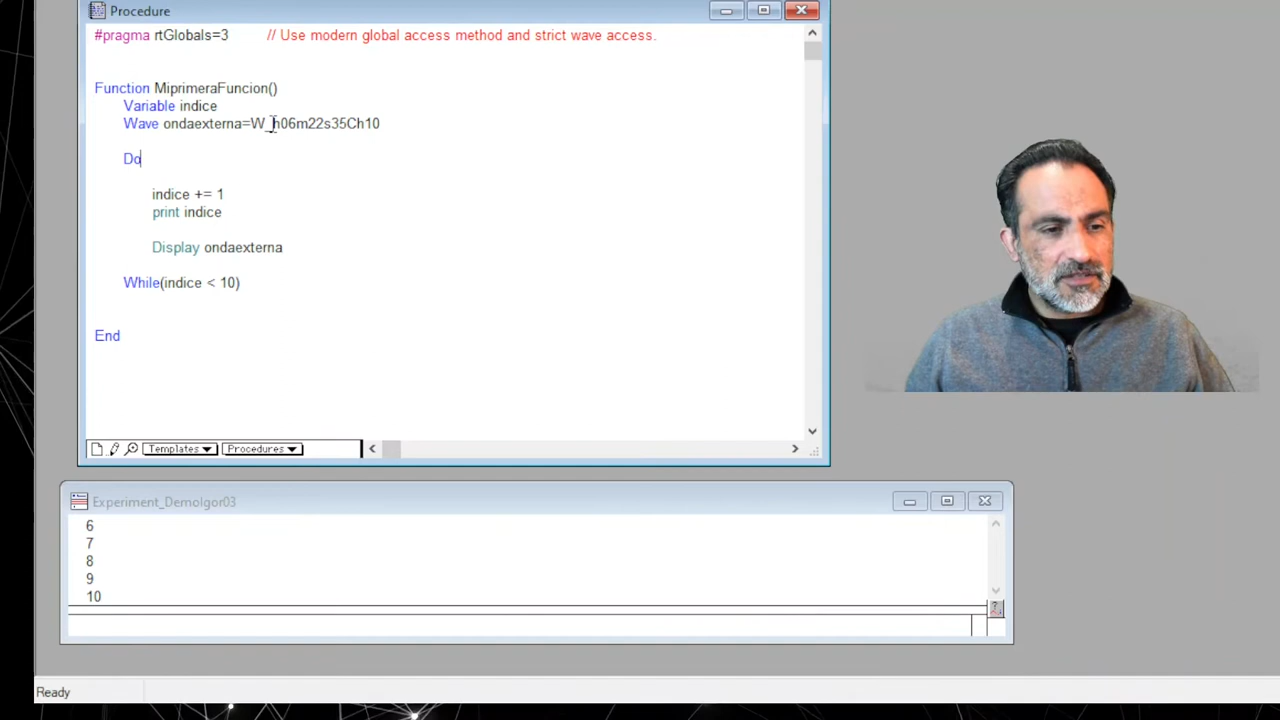 Procedure
#pragma rtGlobals=3 // Use modern global access method and strict wave access.
Function MiprimeraFuncion()
Variable indice
Wave ondaexterna=W_h06m22s35Ch10
Do
indice += 1
print indice
Display ondaexterna
While(indice < 10)
End
Templates Procedures
Experiment_DemoIgor03
6
7
8
9
10
Ready